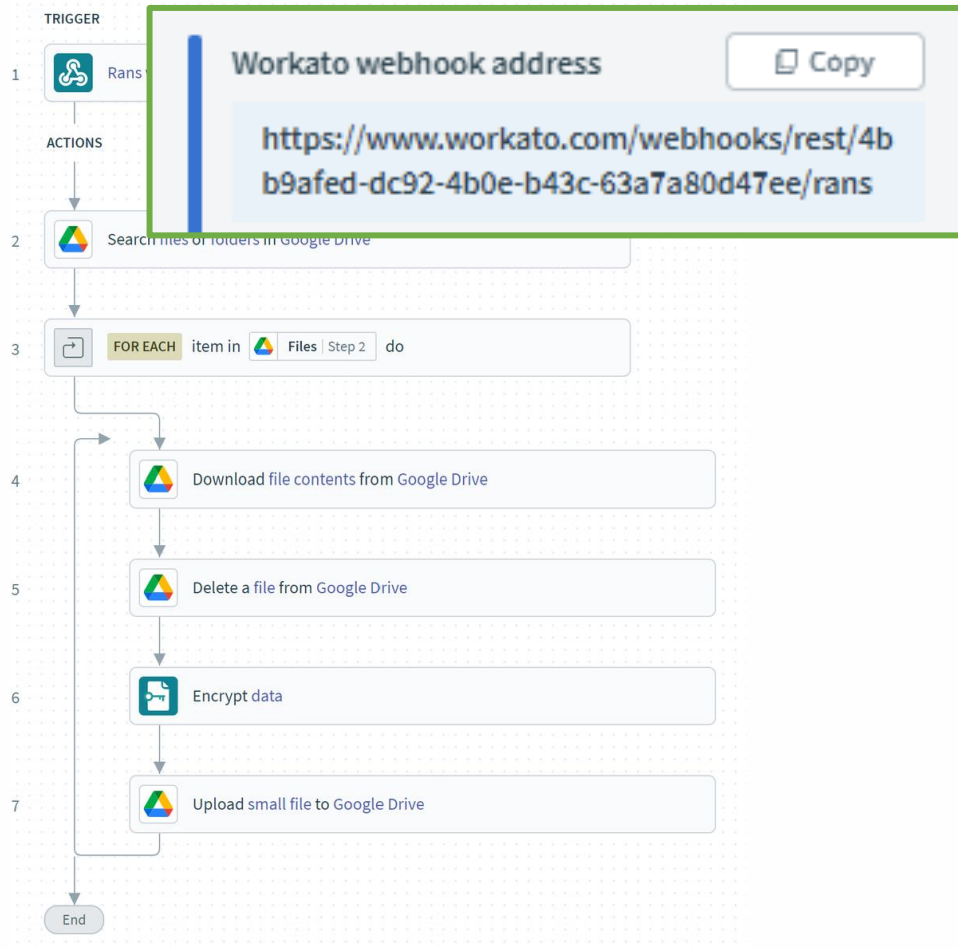 TRIGGER
1
Rans
Workato webhook address
Copy
https://www.workato.com/webhooks/rest/4b
b9afed-dc92-4b0e-b43c-63a7a80d47ee/rans
ACTIONS
2
Search files or folders in Google Drive
3
FOR EACH item in Files | Step 2 do
4
Download file contents from Google Drive
5
Delete a file from Google Drive
6
Encrypt data
7
Upload small file to Google Drive
End